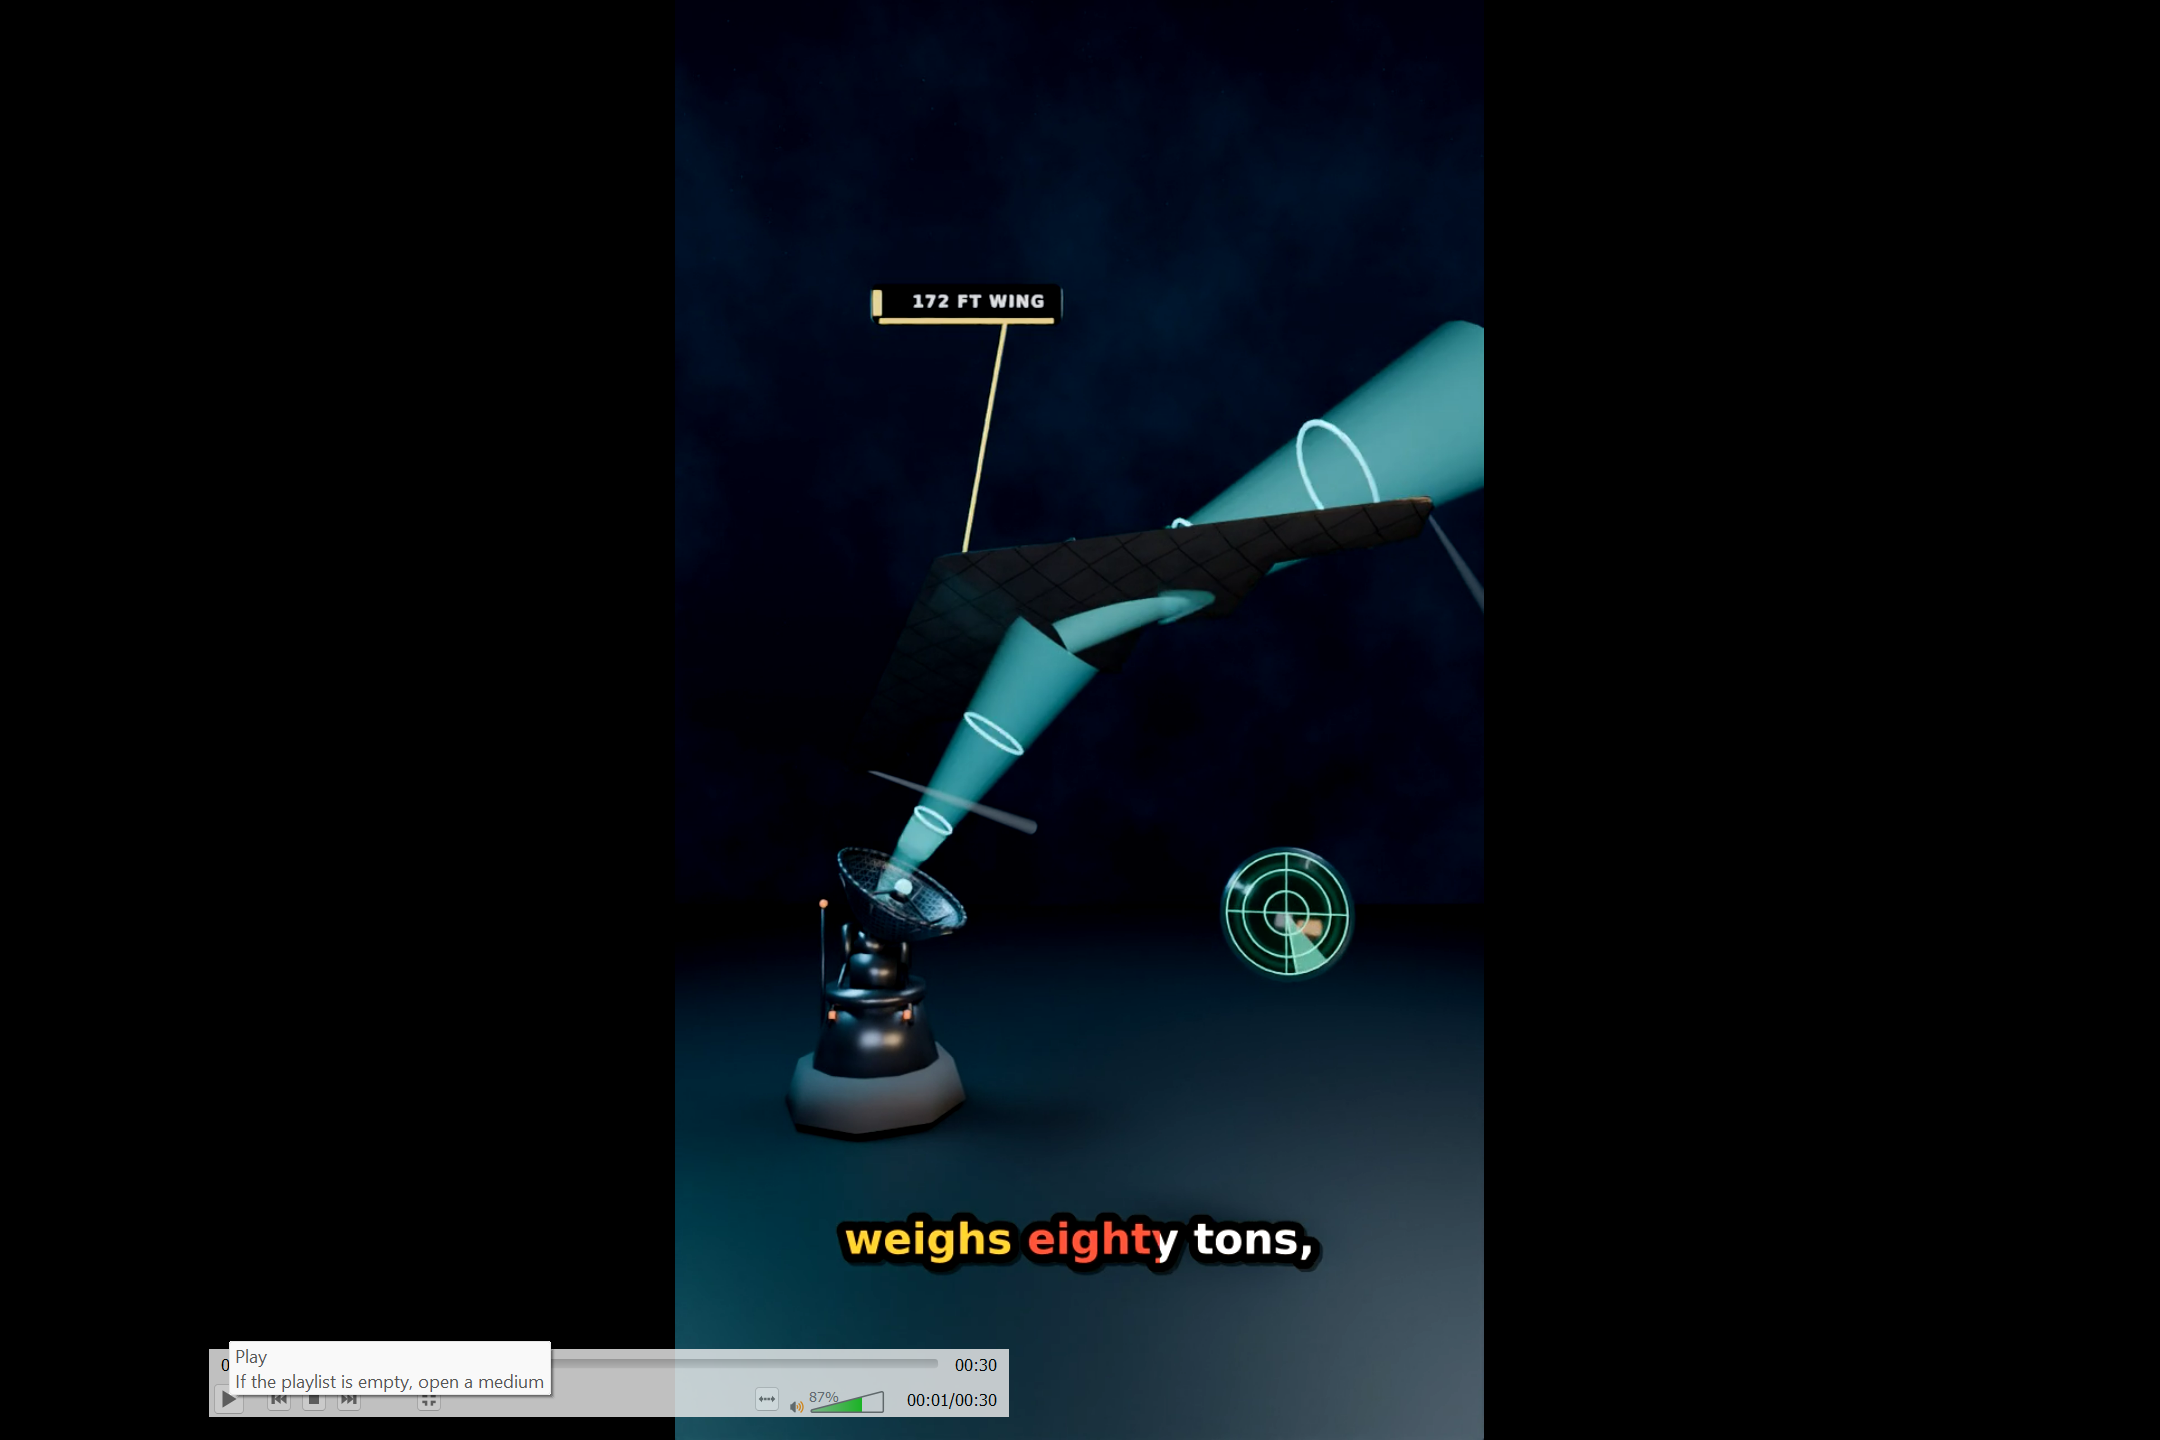 172 FT WING
weighs eighty tons,
Play
If the playlist is empty, open a medium
00:30
87%
00:01/00:30